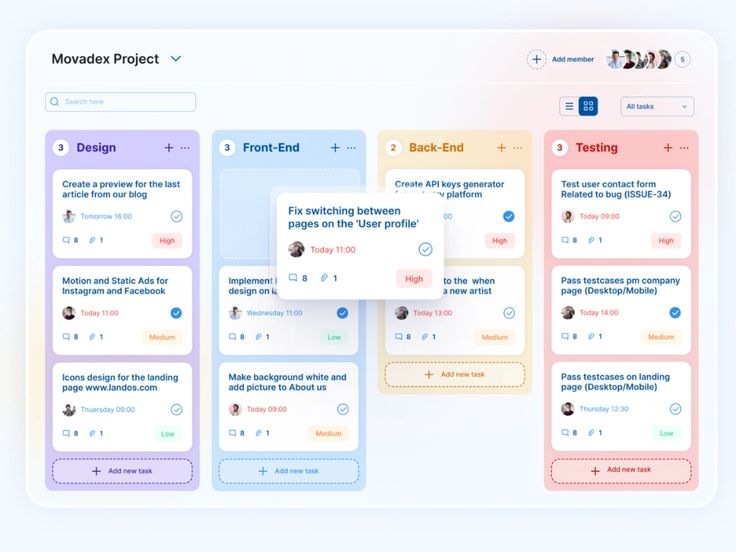 Movadex Project
Add member
5
Search here
All tasks
3 Design
Create a preview for the last
article from our blog
Tomorrow 16:00
8 1 High
Motion and Static Ads for
Instagram and Facebook
Today 11:00
8 1 Medium
Icons design for the landing
page www.landos.com
Thuersday 09:00
8 1 Low
Add new task
3 Front-End
Fix switching between
pages on the 'User profile'
Today 11:00
8 1 High
Implement
design on
Wednesday 11:00
8 1 Low
Make background white and
add picture to About us
Today 09:00
8 1 Medium
Add new task
2 Back-End
Create API keys generator
platform
High
to the when
a new artist
Today 13:00
8 1 Medium
Add new task
3 Testing
Test user contact form
Related to bug (ISSUE-34)
Today 09:00
8 1 High
Pass testcases pm company
page (Desktop/Mobile)
Today 14:00
8 1 Medium
Pass testcases on landing
page (Desktop/Mobile)
Thursday 12:30
8 1 Low
Add new task